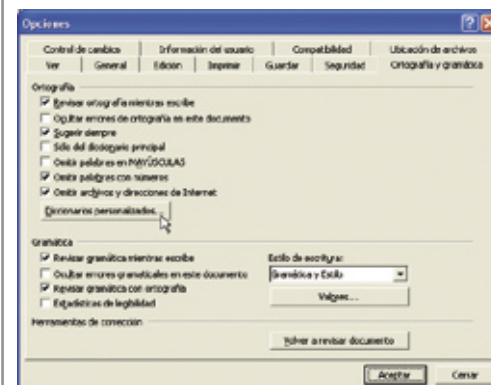 Opciones
Control de cambios Información del usuario Compatibilidad Ubicación de archivos
Ver General Edición Imprimir Guardar Seguridad Ortografía y gramática
Ortografía
Revisar ortografía mientras escribe
Ocultar errores de ortografía en este documento
Sugerir siempre
Sólo del diccionario principal
Omitir palabras en MAYÚSCULAS
Omitir palabras con números
Omitir archivos y direcciones de Internet
Diccionarios personalizados...
Gramática
Revisar gramática mientras escribe Estilo de escritura:
Ocultar errores gramaticales en este documento Gramática y Estilo
Revisar gramática con ortografía Valores...
Estadísticas de legibilidad
Herramientas de corrección
Volver a revisar documento
Aceptar Cerrar